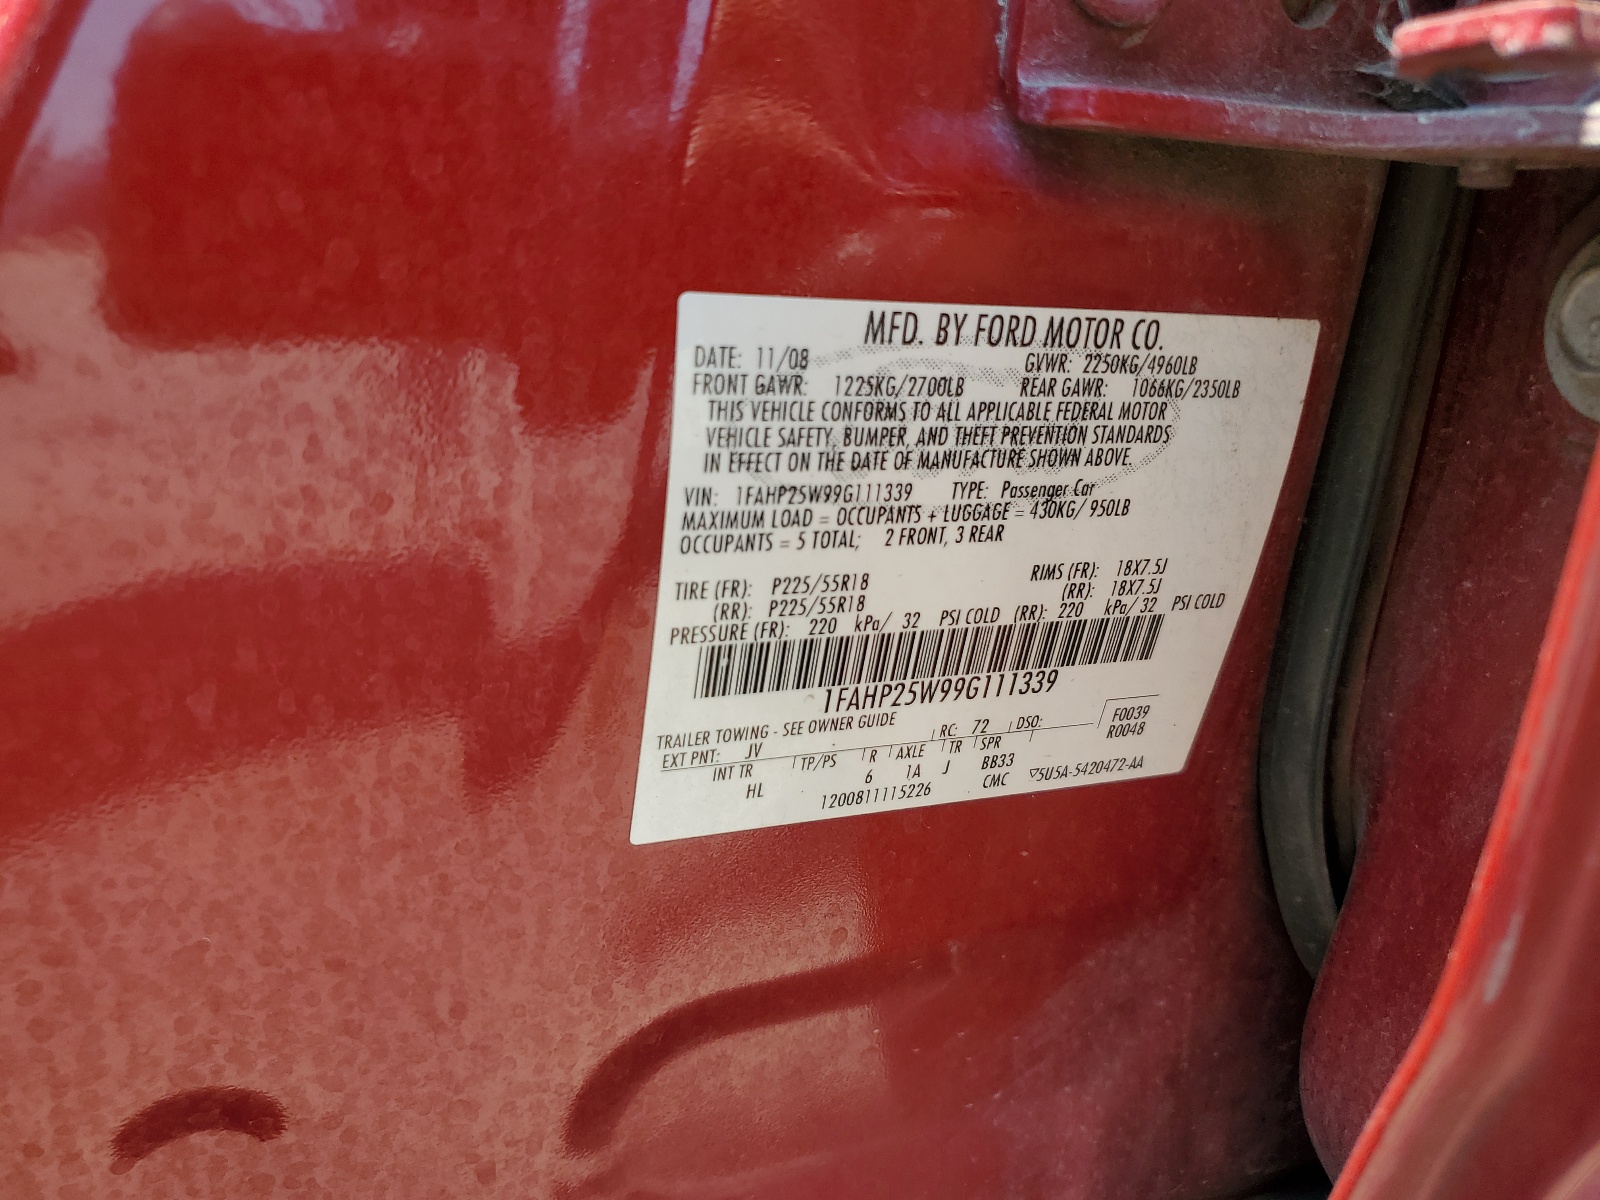 MFD. BY FORD MOTOR CO.
DATE: 11/08 GVWR: 2250KG/4960LB
FRONT GAWR: 1225KG/2700LB REAR GAWR: 1066KG/2350LB
THIS VEHICLE CONFORMS TO ALL APPLICABLE FEDERAL MOTOR
VEHICLE SAFETY, BUMPER, AND THEFT PREVENTION STANDARDS
IN EFFECT ON THE DATE OF MANUFACTURE SHOWN ABOVE.
VIN: 1FAHP25W99G111339 TYPE: Passenger Car
MAXIMUM LOAD = OCCUPANTS + LUGGAGE = 430KG/ 950LB
OCCUPANTS = 5 TOTAL; 2 FRONT, 3 REAR
TIRE (FR): P225/55R18 RIMS (FR): 18X7.5J
(RR): P225/55R18 (RR): 18X7.5J
PRESSURE (FR): 220 kPa/ 32 PSI COLD (RR): 220 kPa/ 32 PSI COLD
1FAHP25W99G111339
TRAILER TOWING - SEE OWNER GUIDE RC: 72 DSO: F0039
EXT PNT: JV R0048
INT TR TP/PS R AXLE TR SPR
HL 6 1A J BB33
1200811115226 CMC ▽5U5A-5420472-AA